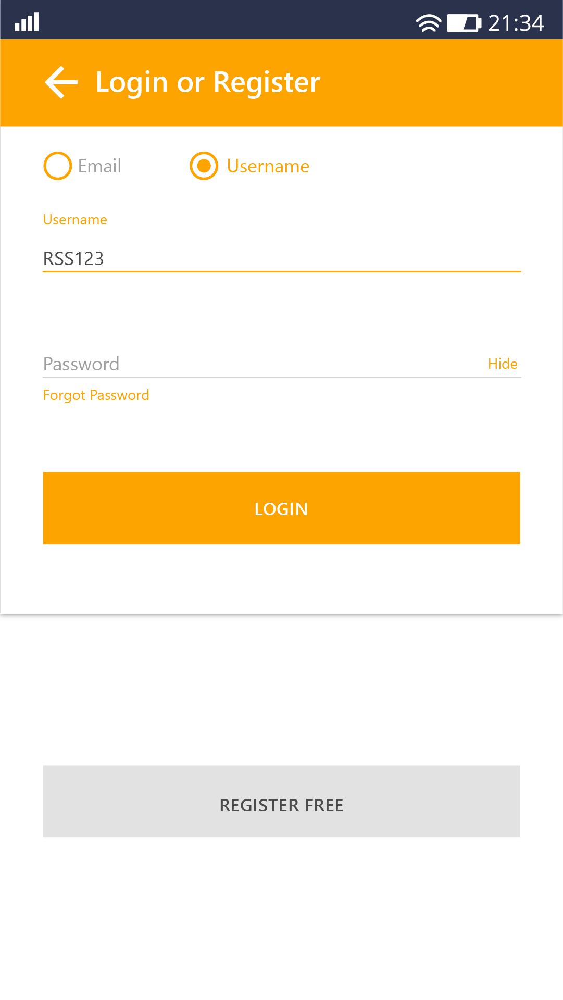 21:34
Login or Register
Email Username
Username
RSS123
Password Hide
Forgot Password
LOGIN
REGISTER FREE